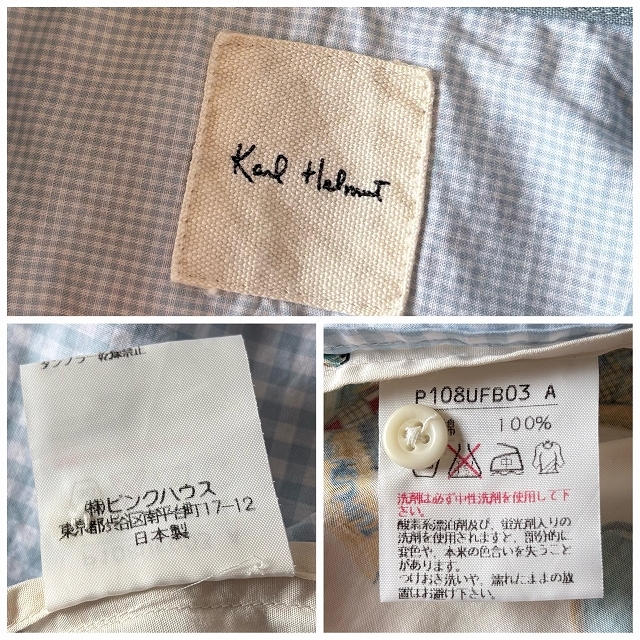 Karl Helmut
タンブラー乾燥禁止
㈱ピンクハウス
東京都渋谷区南平台町17-12
日本製
P108UFB03 A
綿 100%
中
洗剤は必ず中性洗剤を使用して下
さい。
酸素系漂泊剤及び、蛍光剤入りの
洗剤を使用されますと、部分的に
変色や、本来の色合いを失うこと
があります。
つけおき洗いや、濡れたままの放
置はお避け下さい。